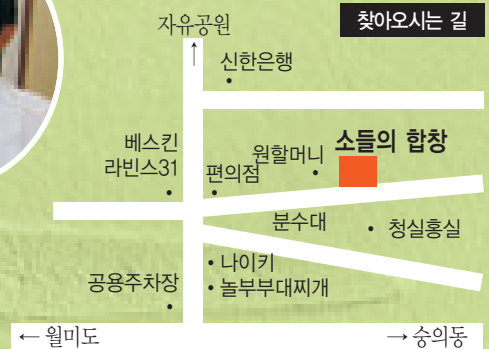 찾아오시는 길
자유공원
↑
신한은행
베스킨
라빈스31
편의점
원할머니
소들의 합창
분수대
• 청실홍실
• 나이키
• 놀부부대찌개
공용주차장
← 월미도
→ 숭의동